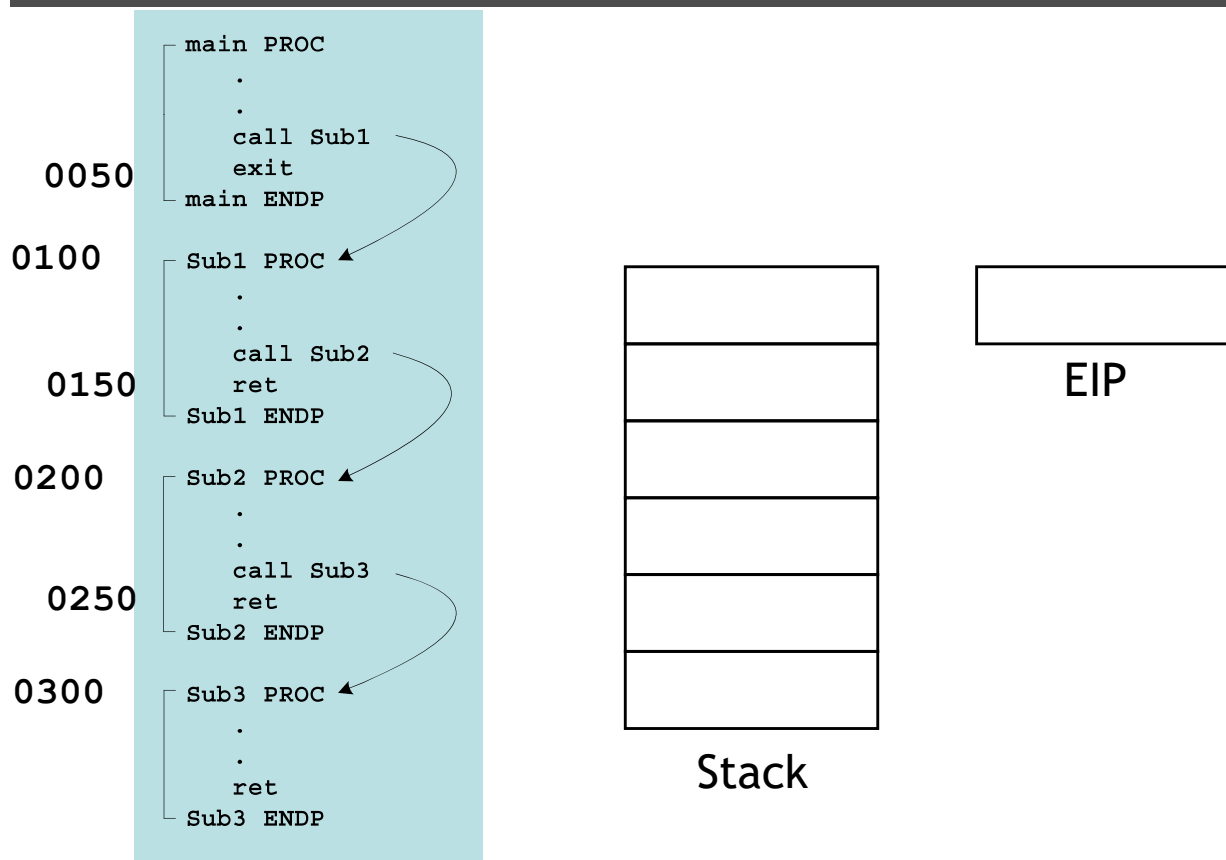 main PROC
.
.
call Sub1
0050 exit
main ENDP
0100 Sub1 PROC
.
.
call Sub2
0150 ret
Sub1 ENDP
0200 Sub2 PROC
.
.
call Sub3
0250 ret
Sub2 ENDP
0300 Sub3 PROC
.
.
ret
Sub3 ENDP
Stack
EIP